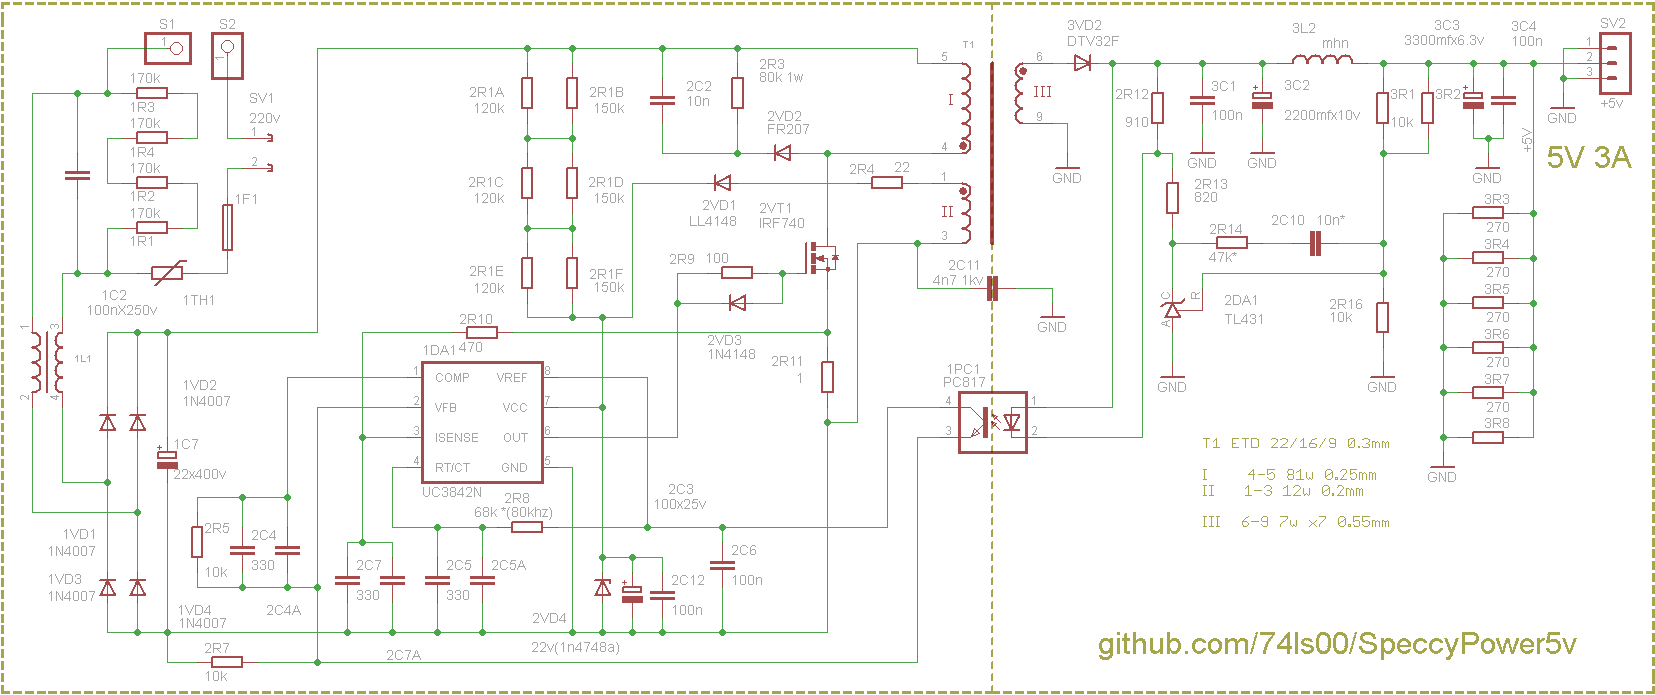 S1
S2
170k
1R3
170k
1R4
170k
1R2
170k
1R1
SV1
220v
1
1
2
1F1
1C2
100nX250v
1TH1
1
3
2
4
1L1
1VD2
1N4007
1C7
22x400v
1VD1
1N4007
1VD3
1N4007
1VD4
1N4007
2R5
10k
2C4
330
2C4A
2R7
10k
2R1A
120k
2R1B
150k
2R1C
120k
2R1D
150k
2R1E
120k
2R1F
150k
2C2
10n
2R3
80k 1w
2VD2
FR207
2VD1
LL4148
2R4
22
2VT1
IRF740
2R9
100
2VD3
1N4148
2R10
470
2R11
1
1DA1
1
COMP
VREF
8
2
VFB
VCC
7
3
ISENSE
OUT
6
4
RT/CT
GND
5
UC3842N
2R8
68k *(80khz)
2C3
100x25v
2C7
330
2C7A
2C5
330
2C5A
2VD4
22v(1n4748a)
2C12
100n
2C6
100n
T1
5
I
4
1
II
3
6
III
9
GND
2C11
4n7 1kv
GND
1PC1
PC817
4
3
1
2
3VD2
DTV32F
2R12
910
3C1
100n
GND
3C2
2200mfx10v
GND
3L2
mhn
3R1
10k
3R2
3C3
3300mfx6.3v
3C4
100n
GND
SV2
1
2
3
+5v
GND
+5V
5V 3A
2R13
820
2R14
47k*
2C10
10n*
C
R
A
2DA1
TL431
GND
2R16
10k
GND
3R3
270
3R4
270
3R5
270
3R6
270
3R7
270
3R8
GND
T1 ETD 22/16/9 0.3mm
I 4-5 81w 0.25mm
II 1-3 12w 0.2mm
III 6-9 7w x7 0.55mm
github.com/74ls00/SpeccyPower5v